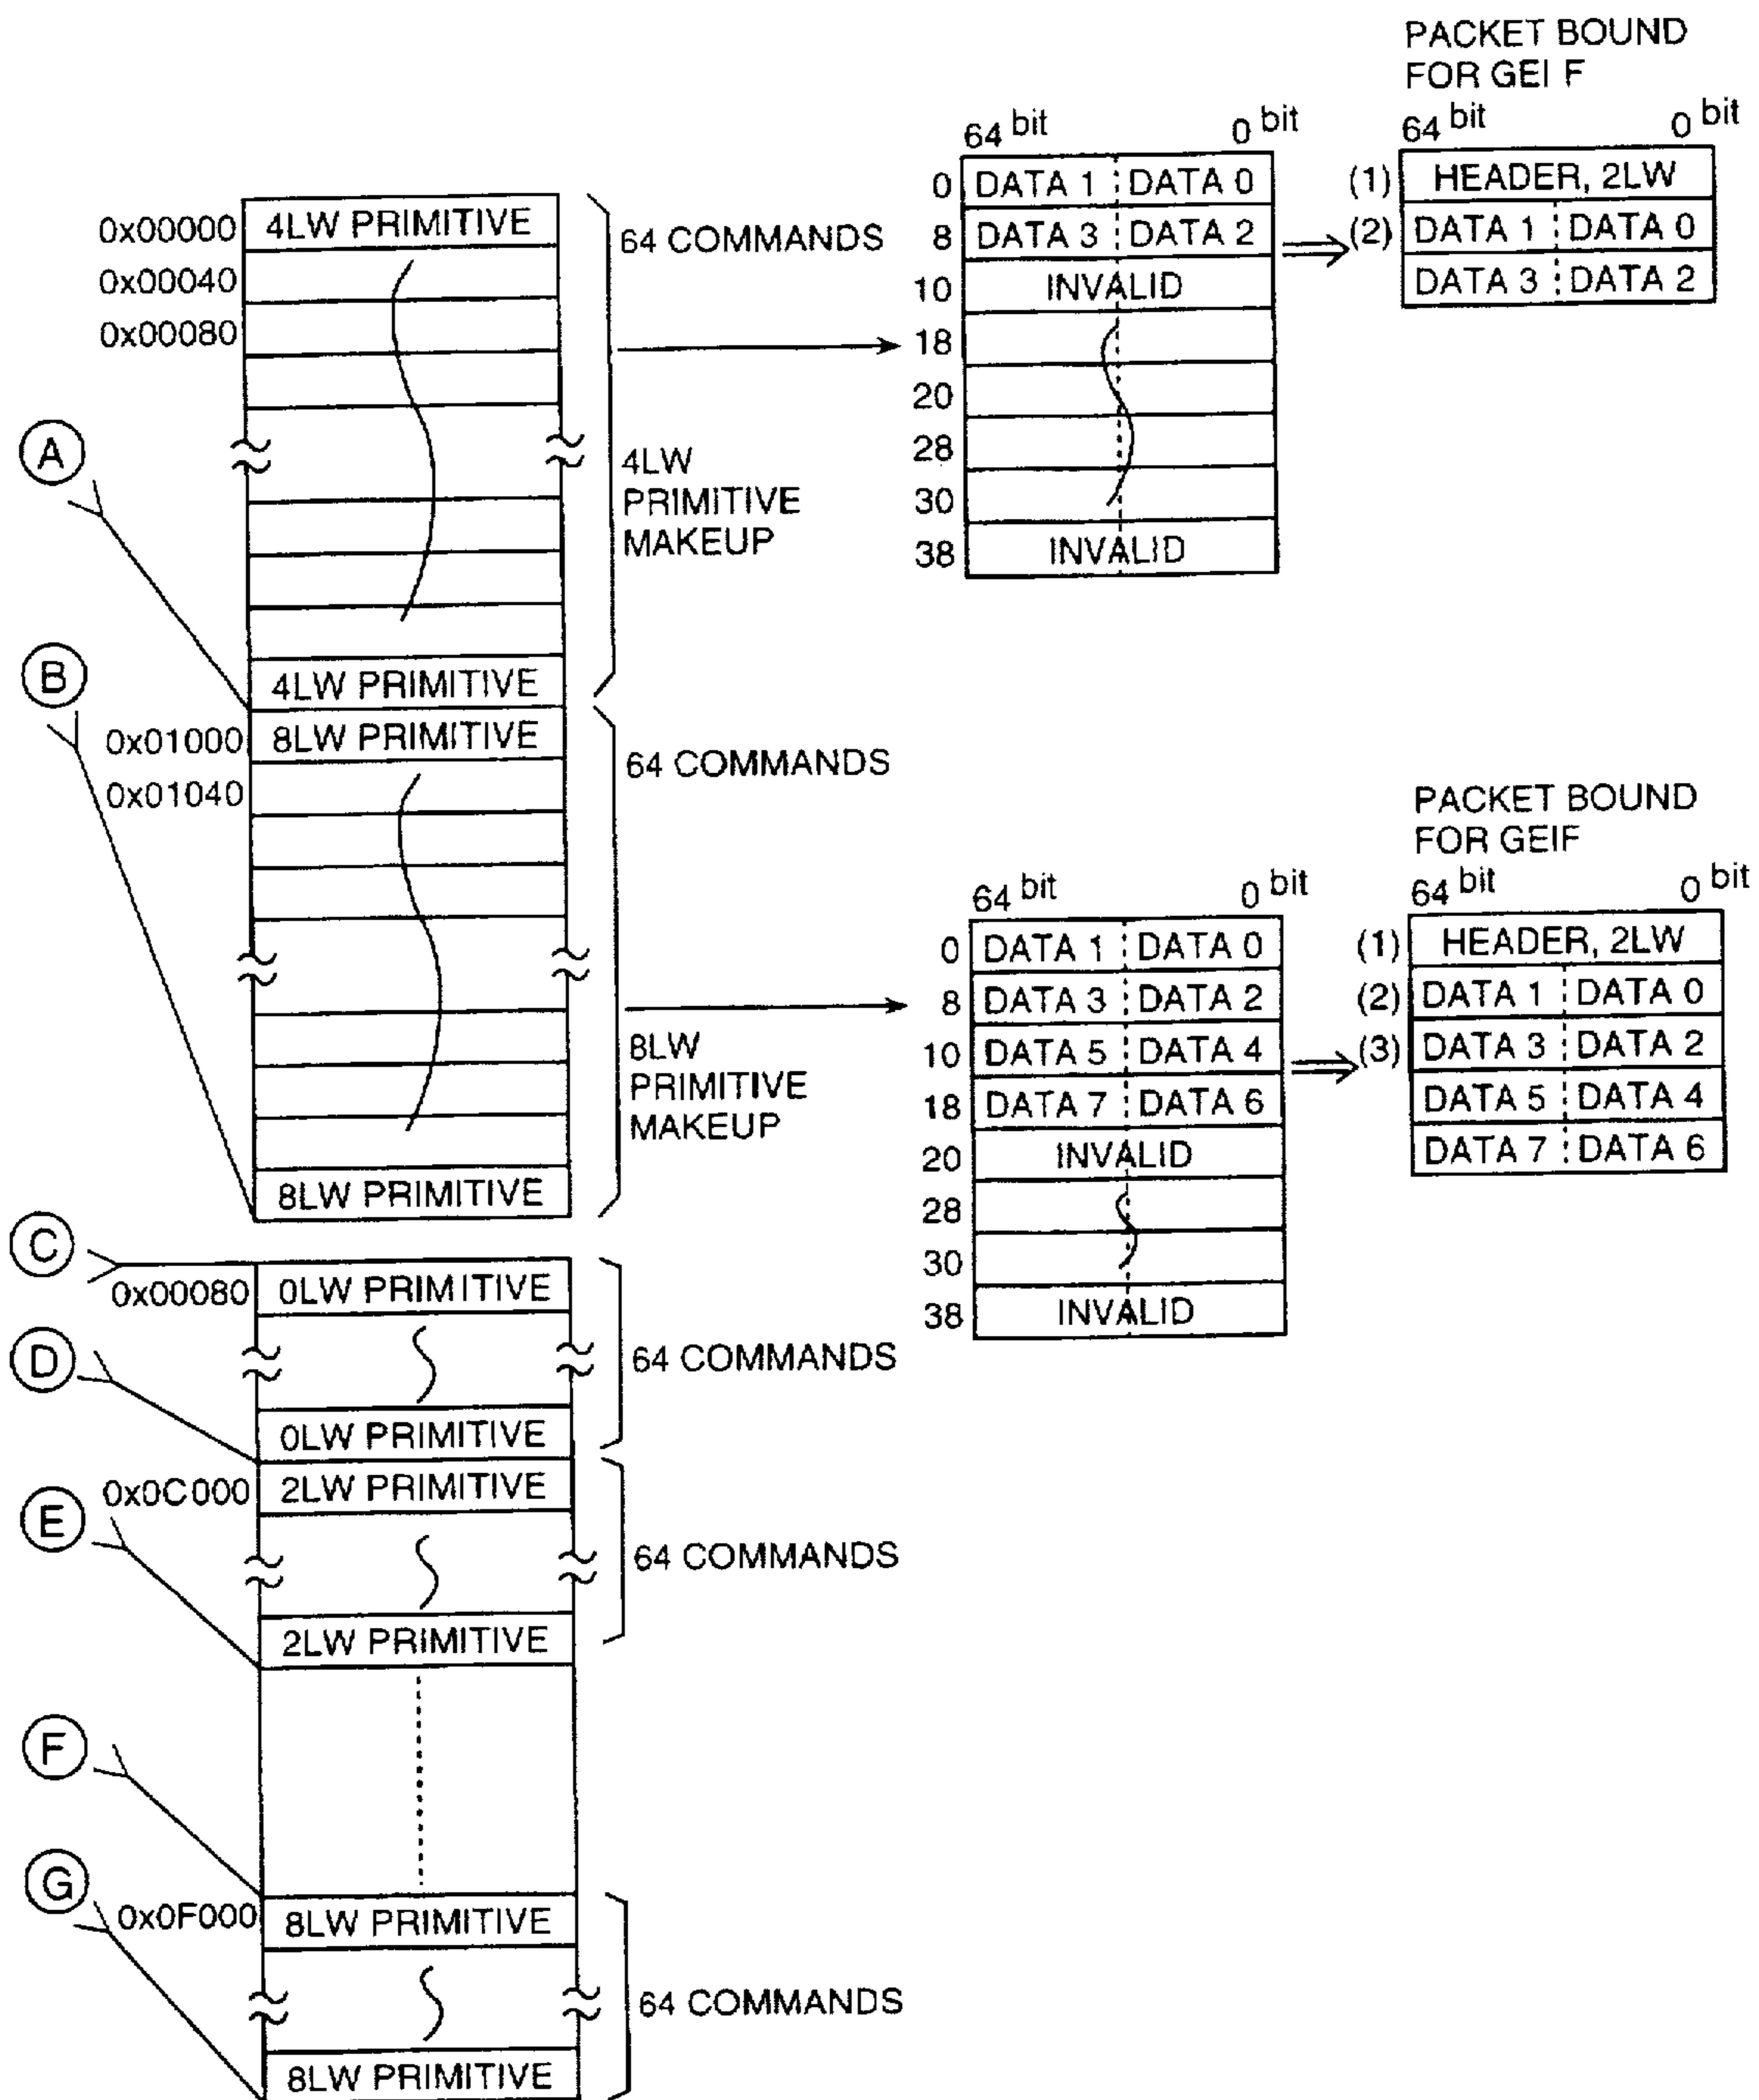 PACKET BOUND
FOR GEI F
64 bit 0 bit
64 bit 0 bit
0 DATA 1 DATA 0
(1) HEADER, 2LW
0x00000 4LW PRIMITIVE
64 COMMANDS
8 DATA 3 DATA 2
(2) DATA 1 DATA 0
0x00040
10 INVALID
DATA 3 DATA 2
0x00080
18
20
A
28
4LW
PRIMITIVE
MAKEUP
30
38 INVALID
B
4LW PRIMITIVE
0x01000 8LW PRIMITIVE
64 COMMANDS
0x01040
PACKET BOUND
FOR GEIF
64 bit 0 bit
64 bit 0 bit
0 DATA 1 DATA 0
(1) HEADER, 2LW
8 DATA 3 DATA 2
(2) DATA 1 DATA 0
8LW
PRIMITIVE
MAKEUP
10 DATA 5 DATA 4
(3) DATA 3 DATA 2
18 DATA 7 DATA 6
DATA 5 DATA 4
20 INVALID
DATA 7 DATA 6
8LW PRIMITIVE
28
C
30
0x00080 0LW PRIMITIVE
38 INVALID
D
64 COMMANDS
0LW PRIMITIVE
0x0C000 2LW PRIMITIVE
E
64 COMMANDS
2LW PRIMITIVE
F
G
0x0F000 8LW PRIMITIVE
64 COMMANDS
8LW PRIMITIVE